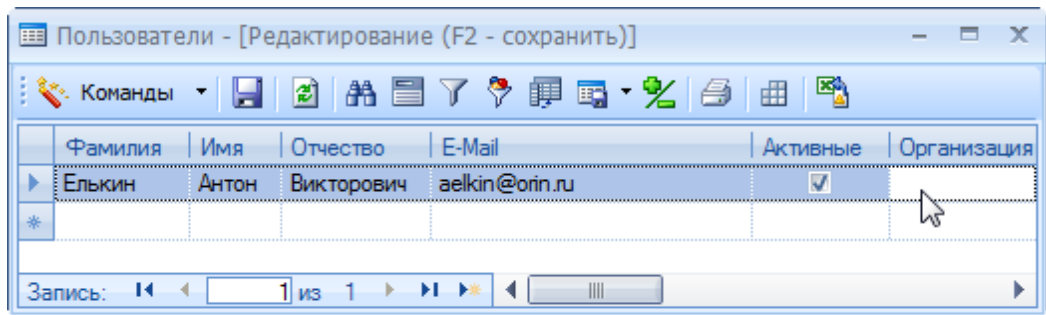 Пользователи - [Редактирование (F2 - сохранить)]
Команды
Фамилия Имя Отчество E-Mail Активные Организация
Елькин Антон Викторович aelkin@orin.ru
Запись: 1 из 1